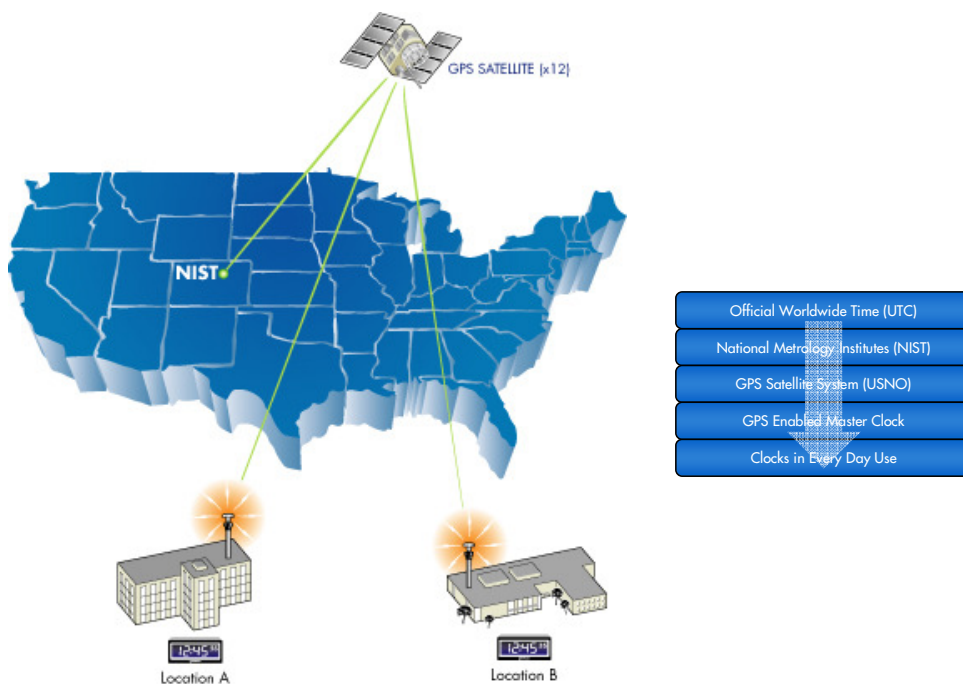 GPS SATELLITE (x12)
NIST
Official Worldwide Time (UTC)
National Metrology Institutes (NIST)
GPS Satellite System (USNO)
GPS Enabled Master Clock
Clocks in Every Day Use
12:45
12:45
Location A
Location B